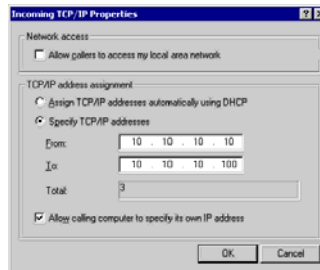 Incoming TCP/IP Properties
Network access
Allow callers to access my local area network
TCP/IP address assignment
Assign TCP/IP addresses automatically using DHCP
Specify TCP/IP addresses
From: 10 . 10 . 10 . 10
To: 10 . 10 . 10 . 100
Total: 3
Allow calling computer to specify its own IP address
OK Cancel